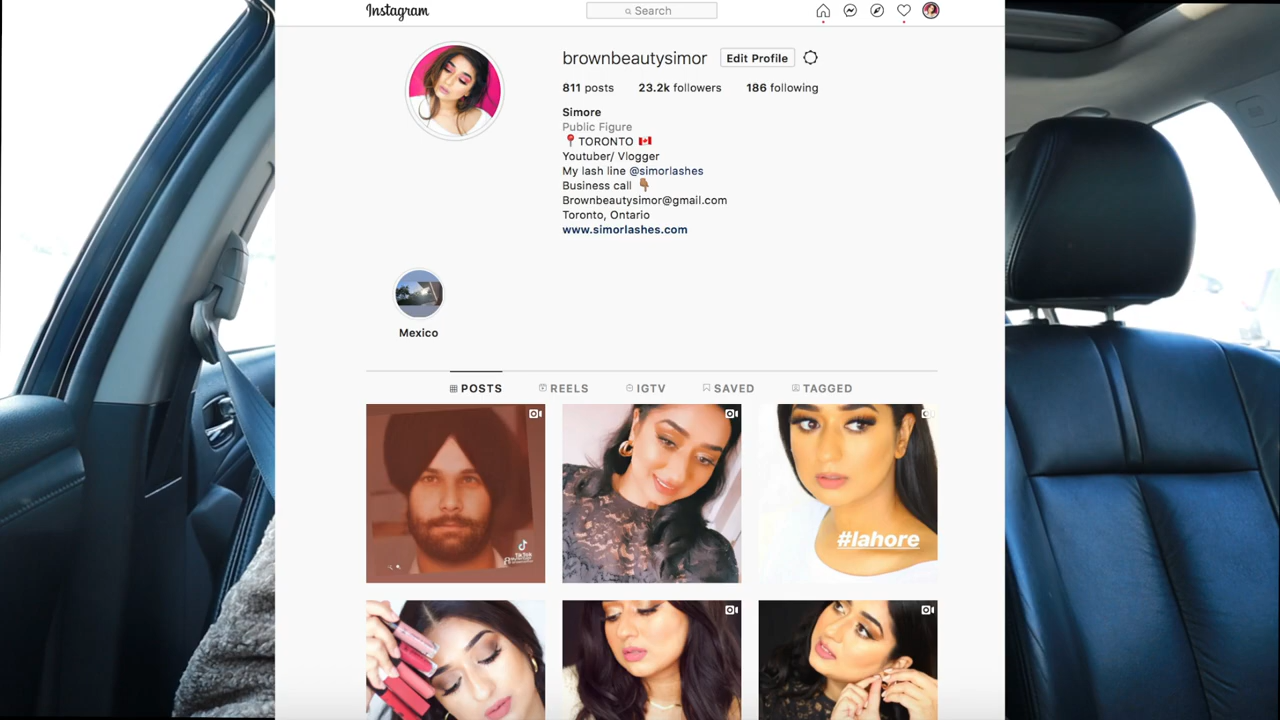 Instagram
Search
brownbeautysimor
Edit Profile
811 posts 23.2k followers 186 following
Simore
Public Figure
📍TORONTO 🇨🇦
Youtuber/ Vlogger
My lash line @simorlashes
Business call 👇🏽
Brownbeautysimor@gmail.com
Toronto, Ontario
www.simorlashes.com
Mexico
POSTS REELS IGTV SAVED TAGGED
TikTok
#lahore